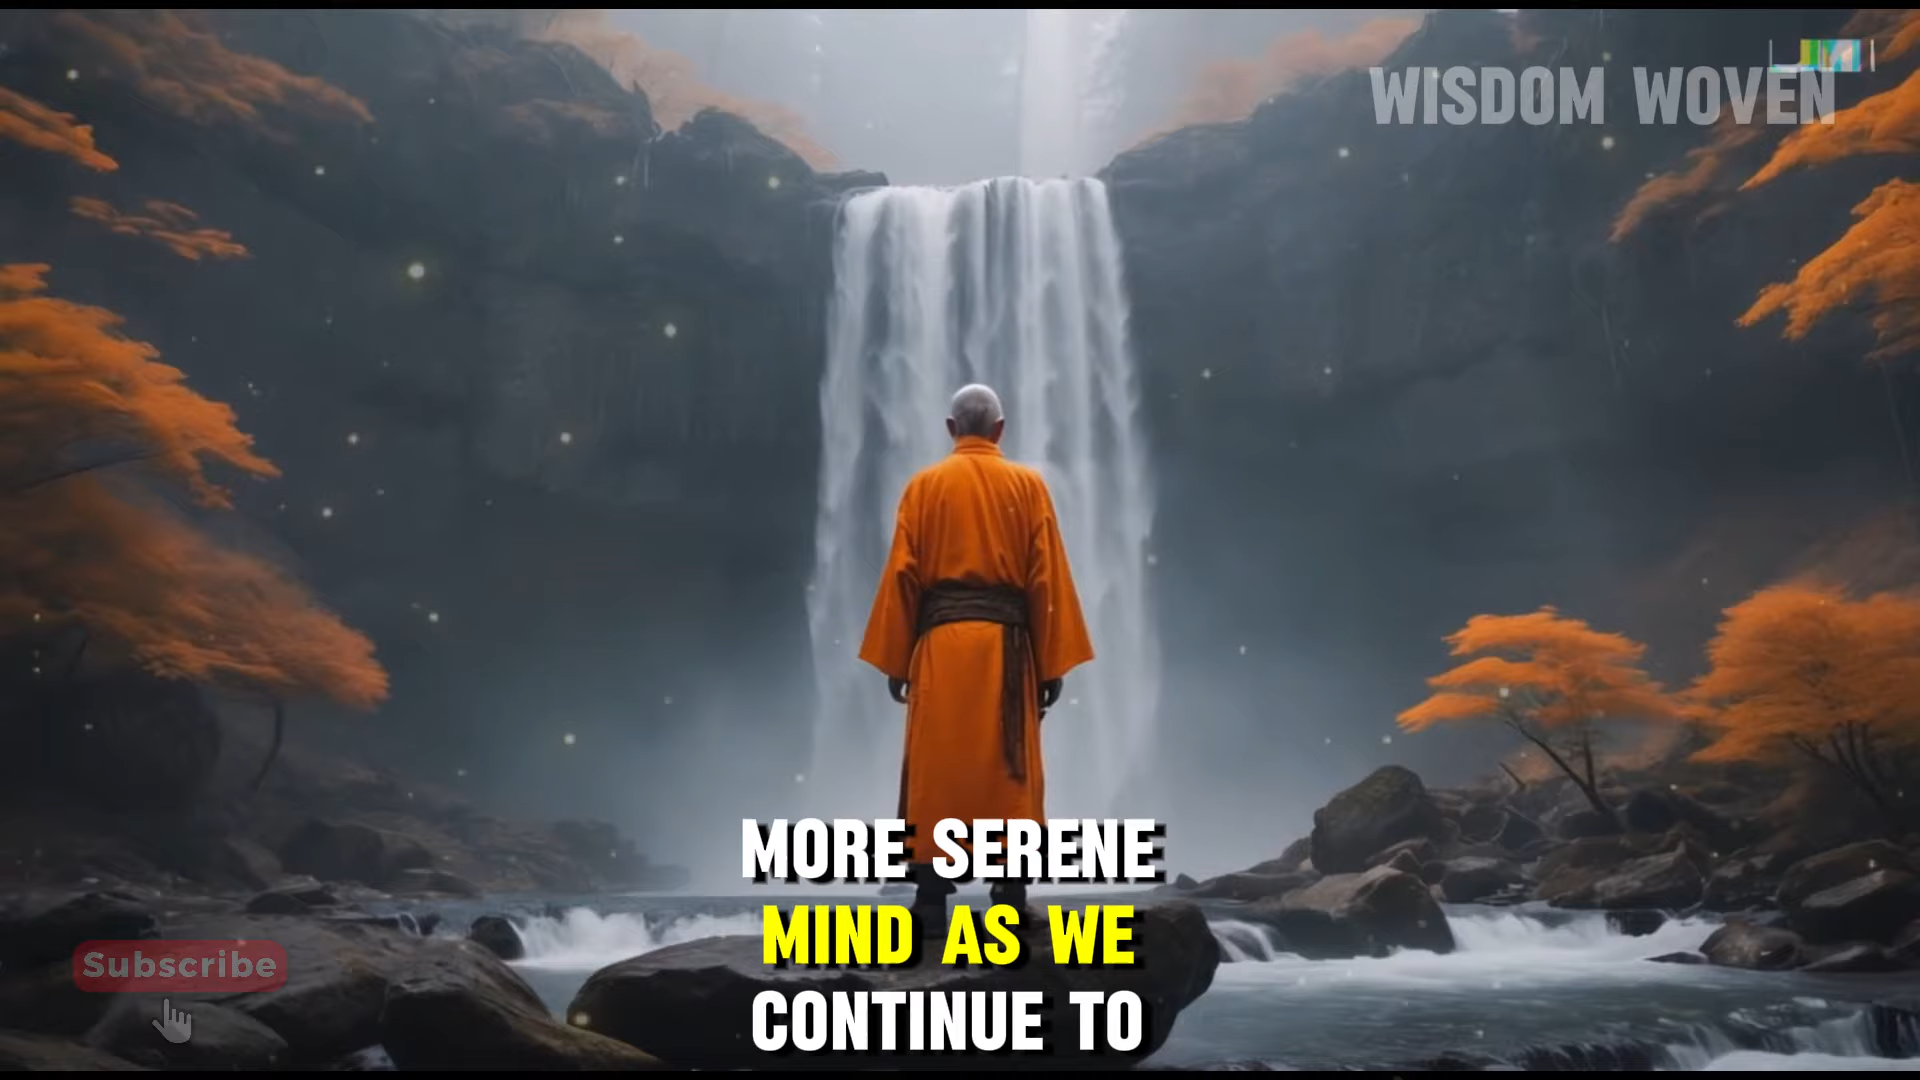 WISDOM WOVEN
MORE SERENE
MIND AS WE
CONTINUE TO
Subscribe